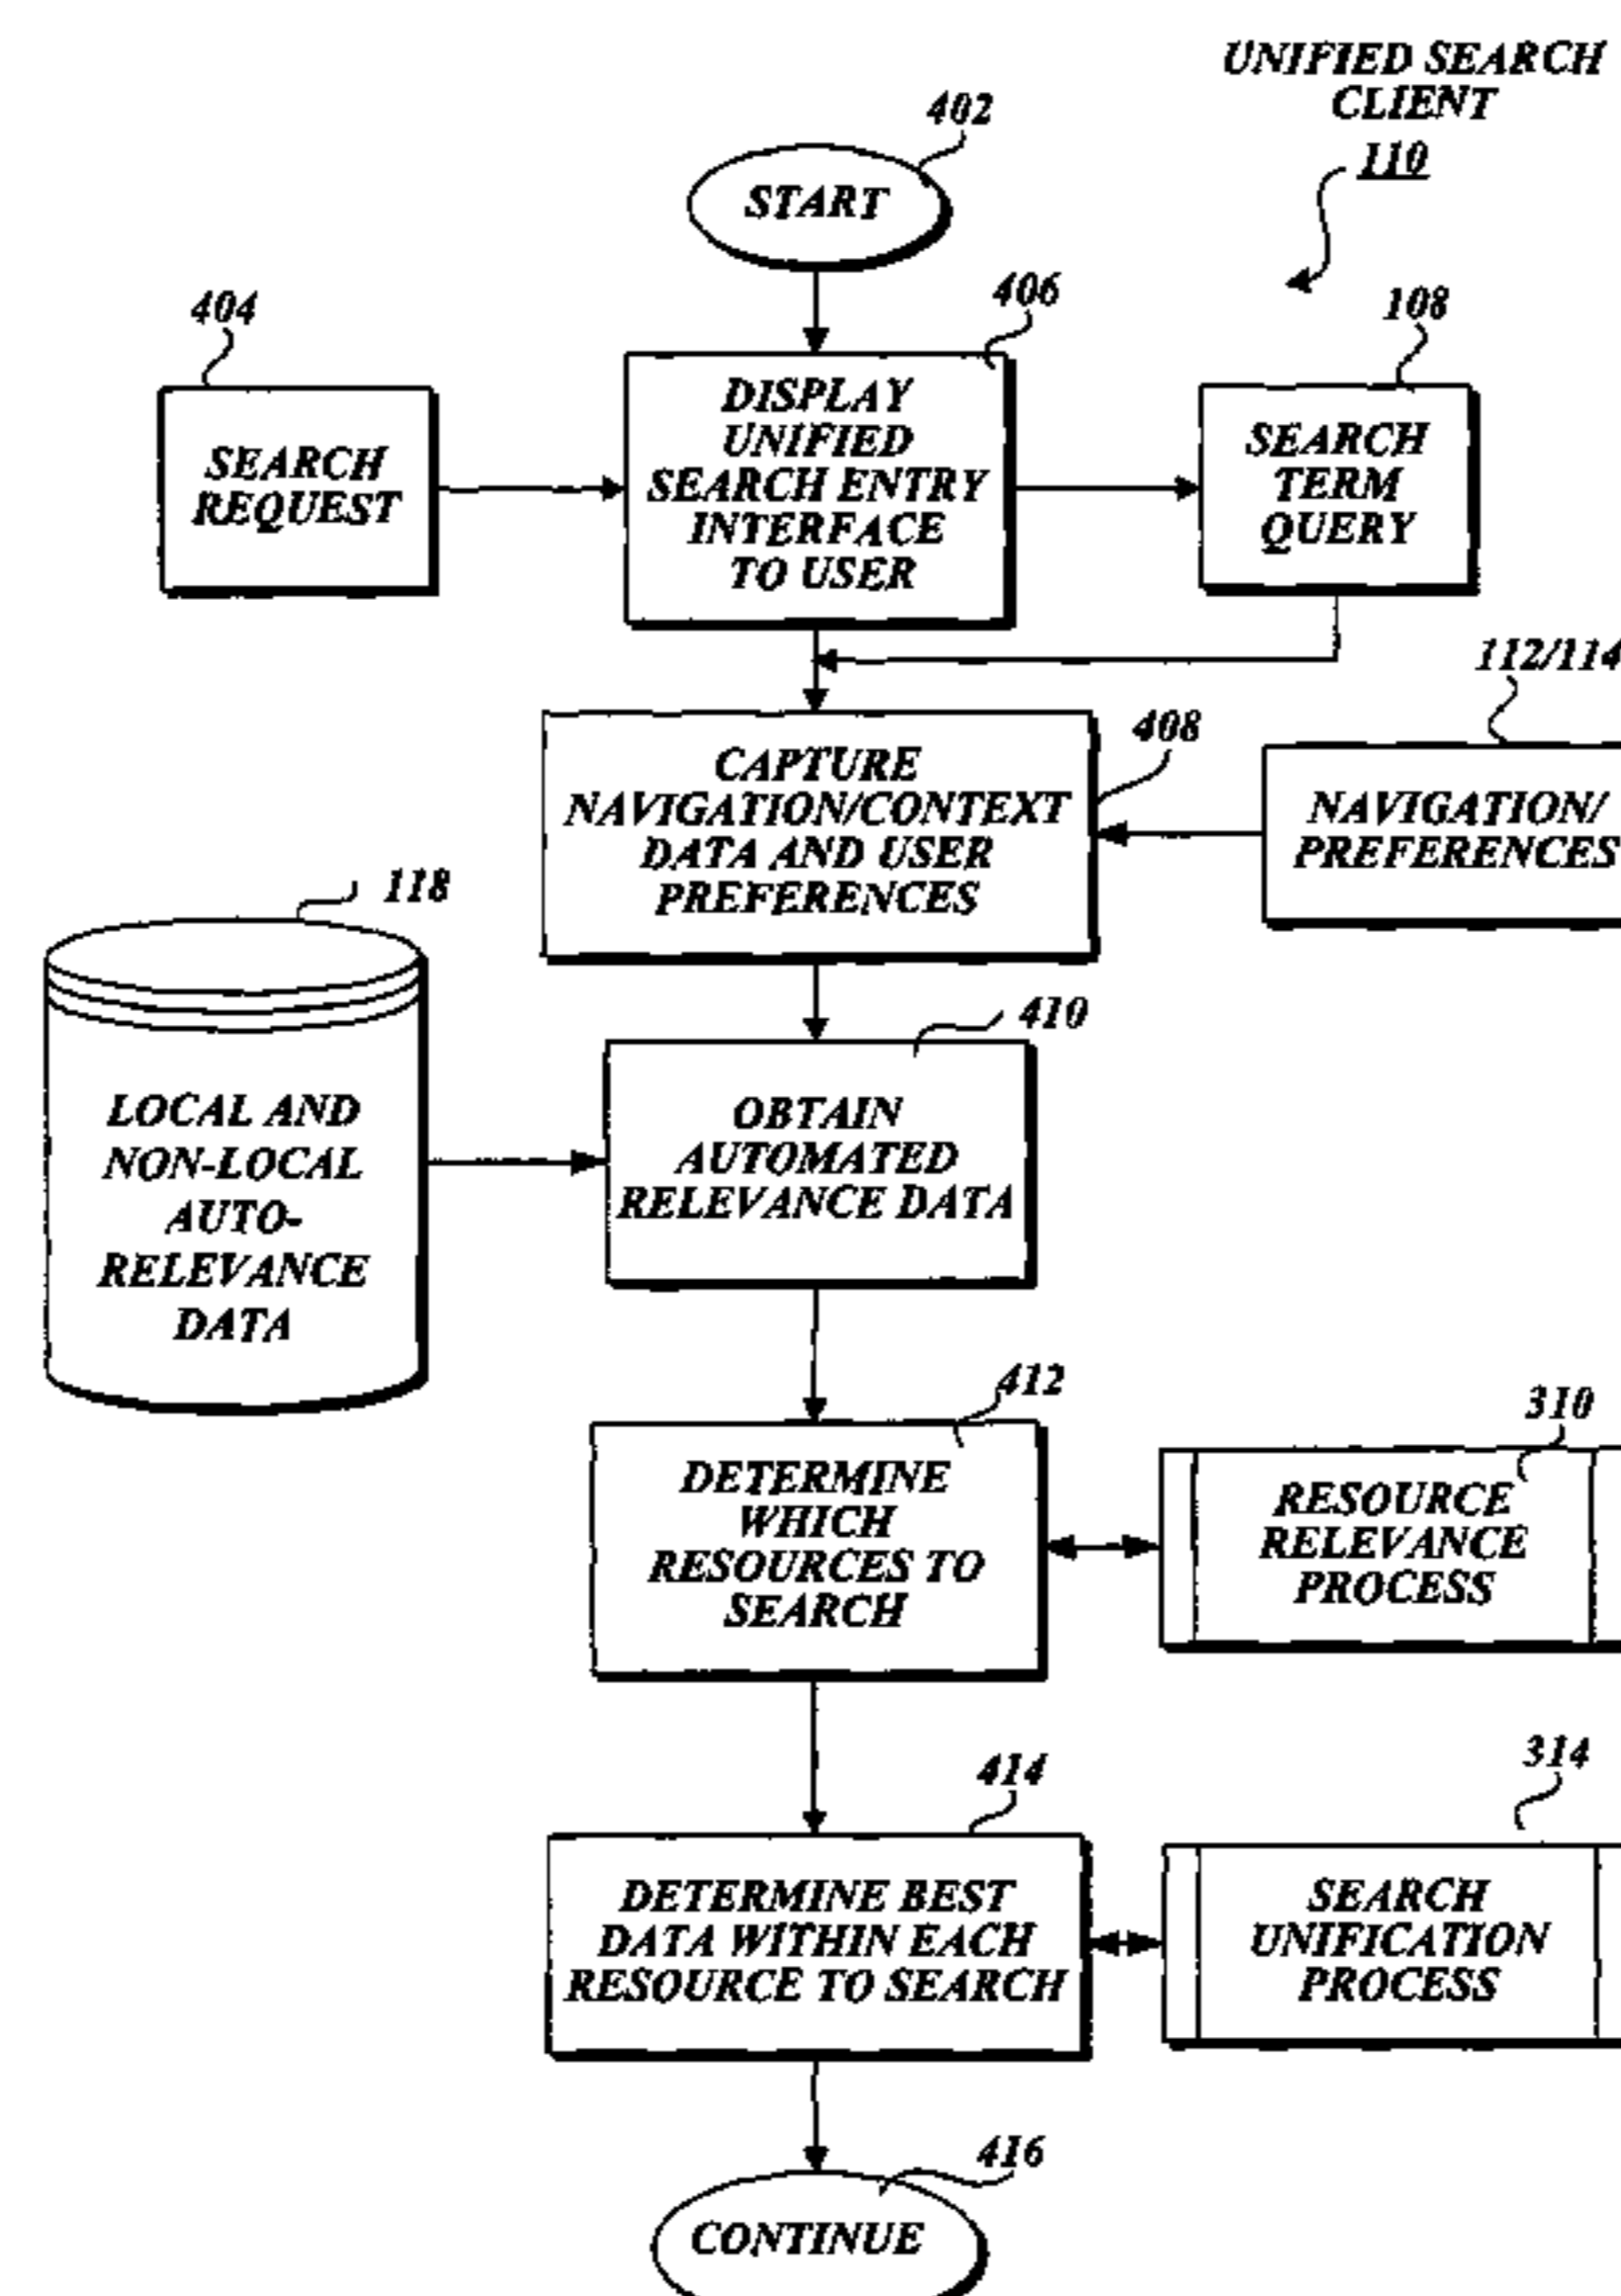 UNIFIED SEARCH
CLIENT
110
402
START
404
SEARCH
REQUEST
406
DISPLAY
UNIFIED
SEARCH ENTRY
INTERFACE
TO USER
108
SEARCH
TERM
QUERY
112/114
NAVIGATION/
PREFERENCES
408
CAPTURE
NAVIGATION/CONTEXT
DATA AND USER
PREFERENCES
118
LOCAL AND
NON-LOCAL
AUTO-
RELEVANCE
DATA
410
OBTAIN
AUTOMATED
RELEVANCE DATA
412
DETERMINE
WHICH
RESOURCES TO
SEARCH
310
RESOURCE
RELEVANCE
PROCESS
414
DETERMINE BEST
DATA WITHIN EACH
RESOURCE TO SEARCH
314
SEARCH
UNIFICATION
PROCESS
416
CONTINUE